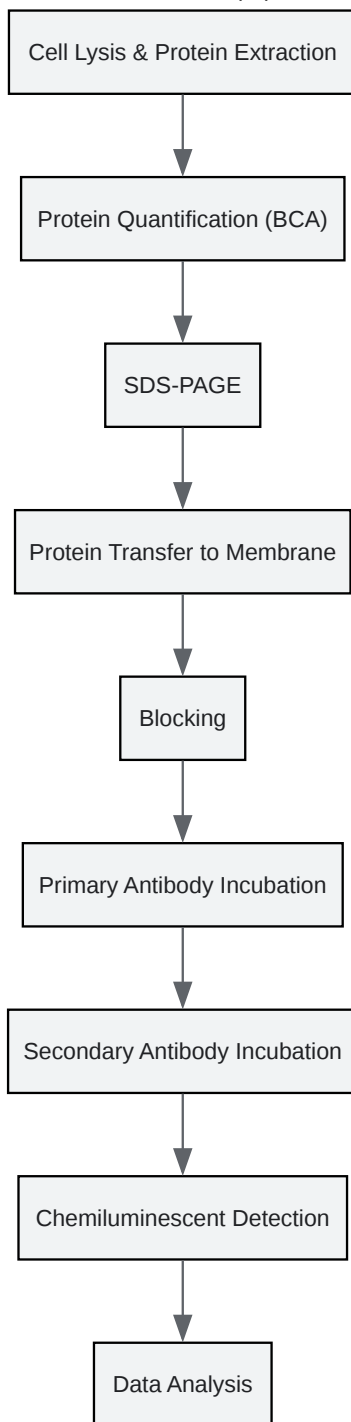 Cell Lysis & Protein Extraction
Protein Quantification (BCA)
SDS-PAGE
Protein Transfer to Membrane
Blocking
Primary Antibody Incubation
Secondary Antibody Incubation
Chemiluminescent Detection
Data Analysis